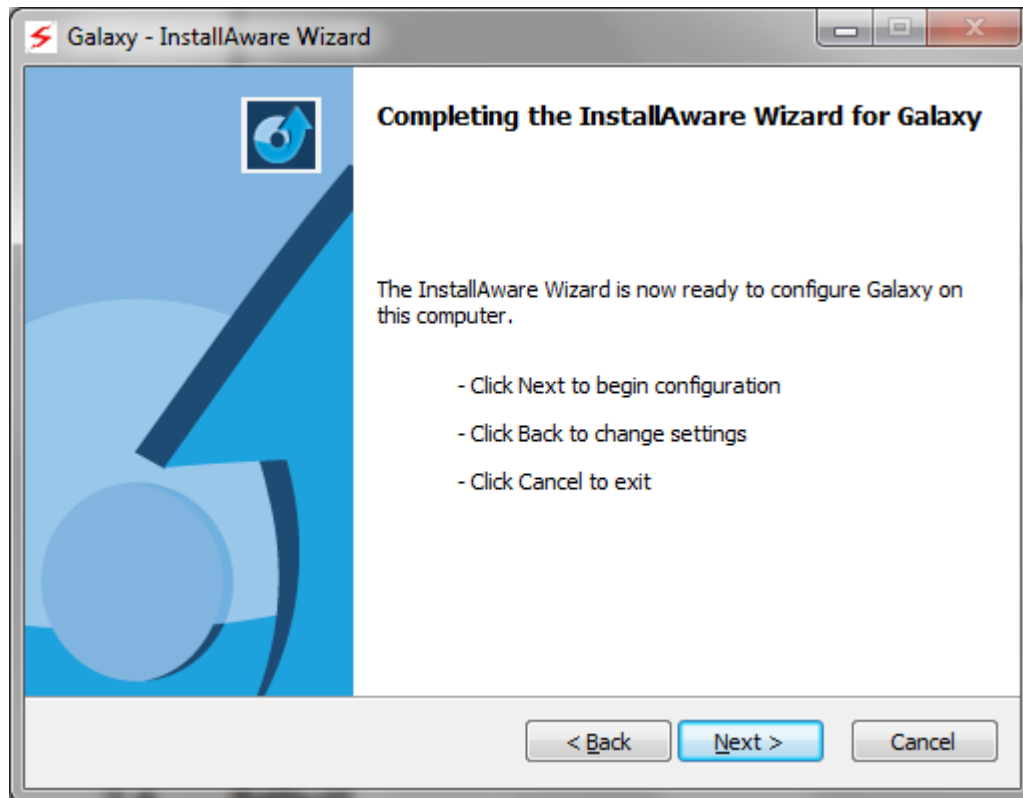 Galaxy - InstallAware Wizard
Completing the InstallAware Wizard for Galaxy
The InstallAware Wizard is now ready to configure Galaxy on
this computer.
- Click Next to begin configuration
- Click Back to change settings
- Click Cancel to exit
< Back
Next >
Cancel